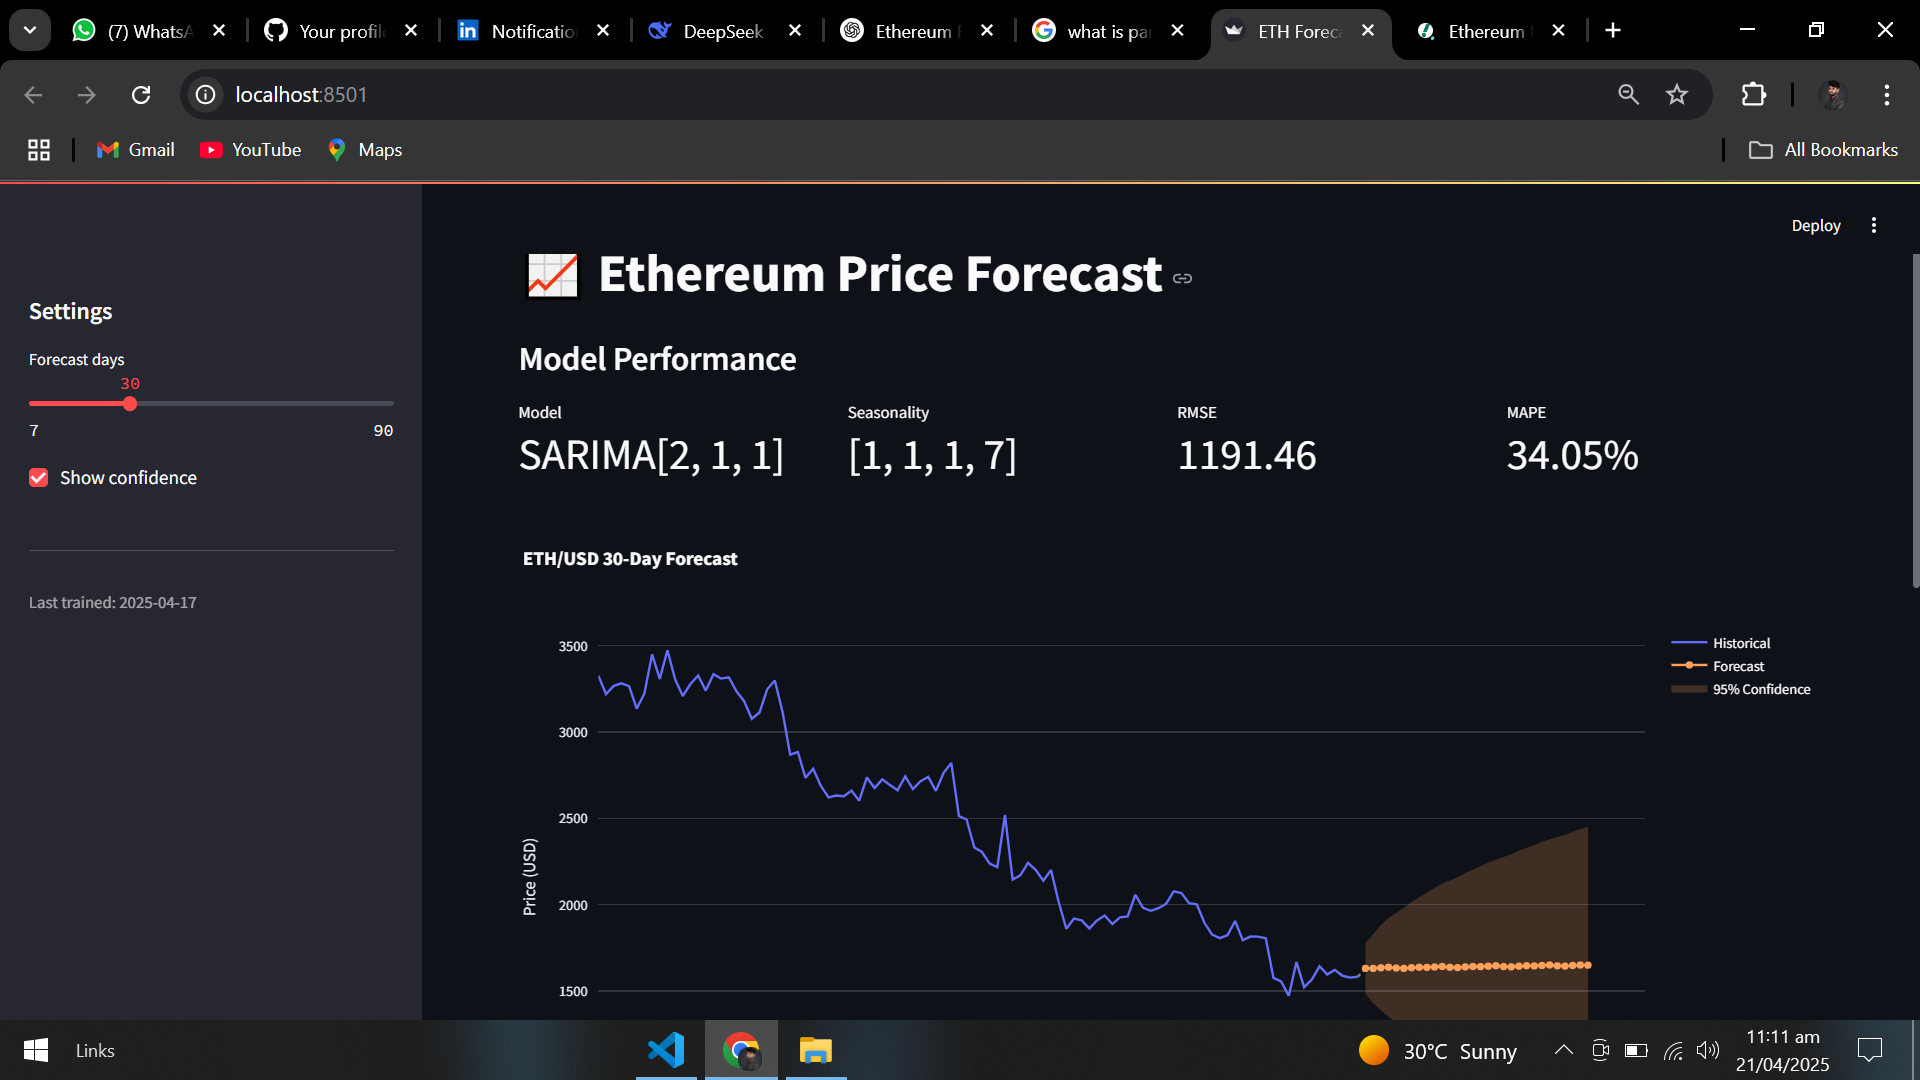 (7) WhatsA
Your profil
Notification
DeepSeek
Ethereum P
what is par
ETH Foreca
Ethereum
localhost:8501
Gmail
YouTube
Maps
All Bookmarks
Deploy
Settings
Forecast days
30
7
90
Show confidence
Last trained: 2025-04-17
Ethereum Price Forecast
Model Performance
Model
Seasonality
RMSE
MAPE
SARIMA[2, 1, 1]
[1, 1, 1, 7]
1191.46
34.05%
ETH/USD 30-Day Forecast
3500
3000
2500
2000
1500
Price (USD)
Historical
Forecast
95% Confidence
Links
30°C Sunny
11:11 am
21/04/2025